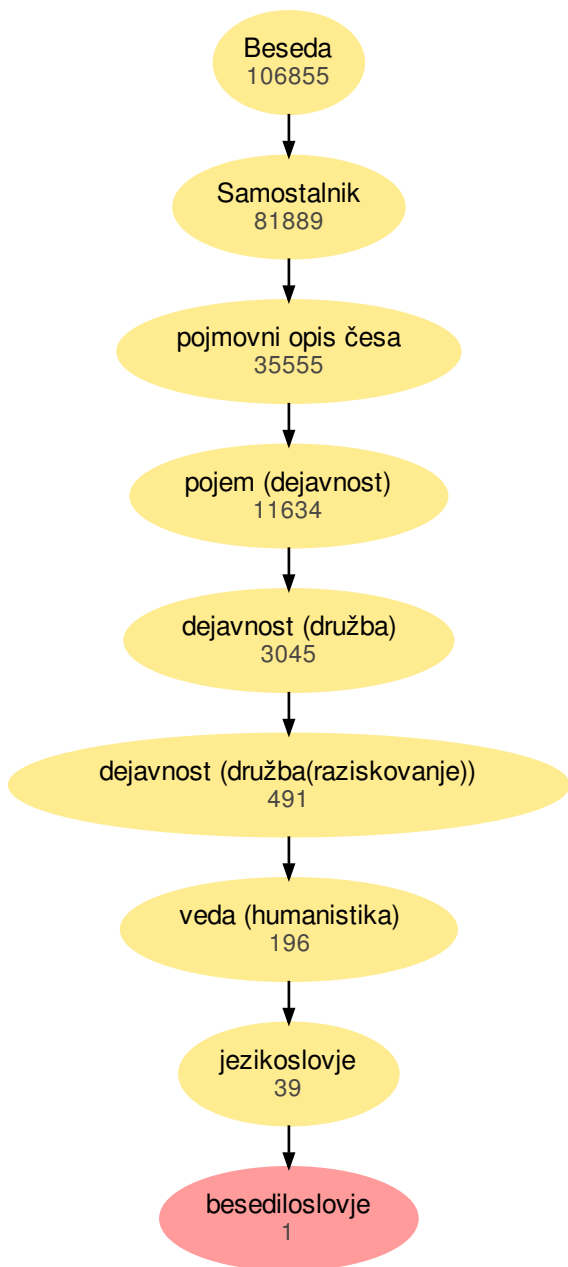 Beseda
106855
Samostalnik
81889
pojmovni opis česa
35555
pojem (dejavnost)
11634
dejavnost (družba)
3045
dejavnost (družba(raziskovanje))
491
veda (humanistika)
196
jezikoslovje
39
besediloslovje
1